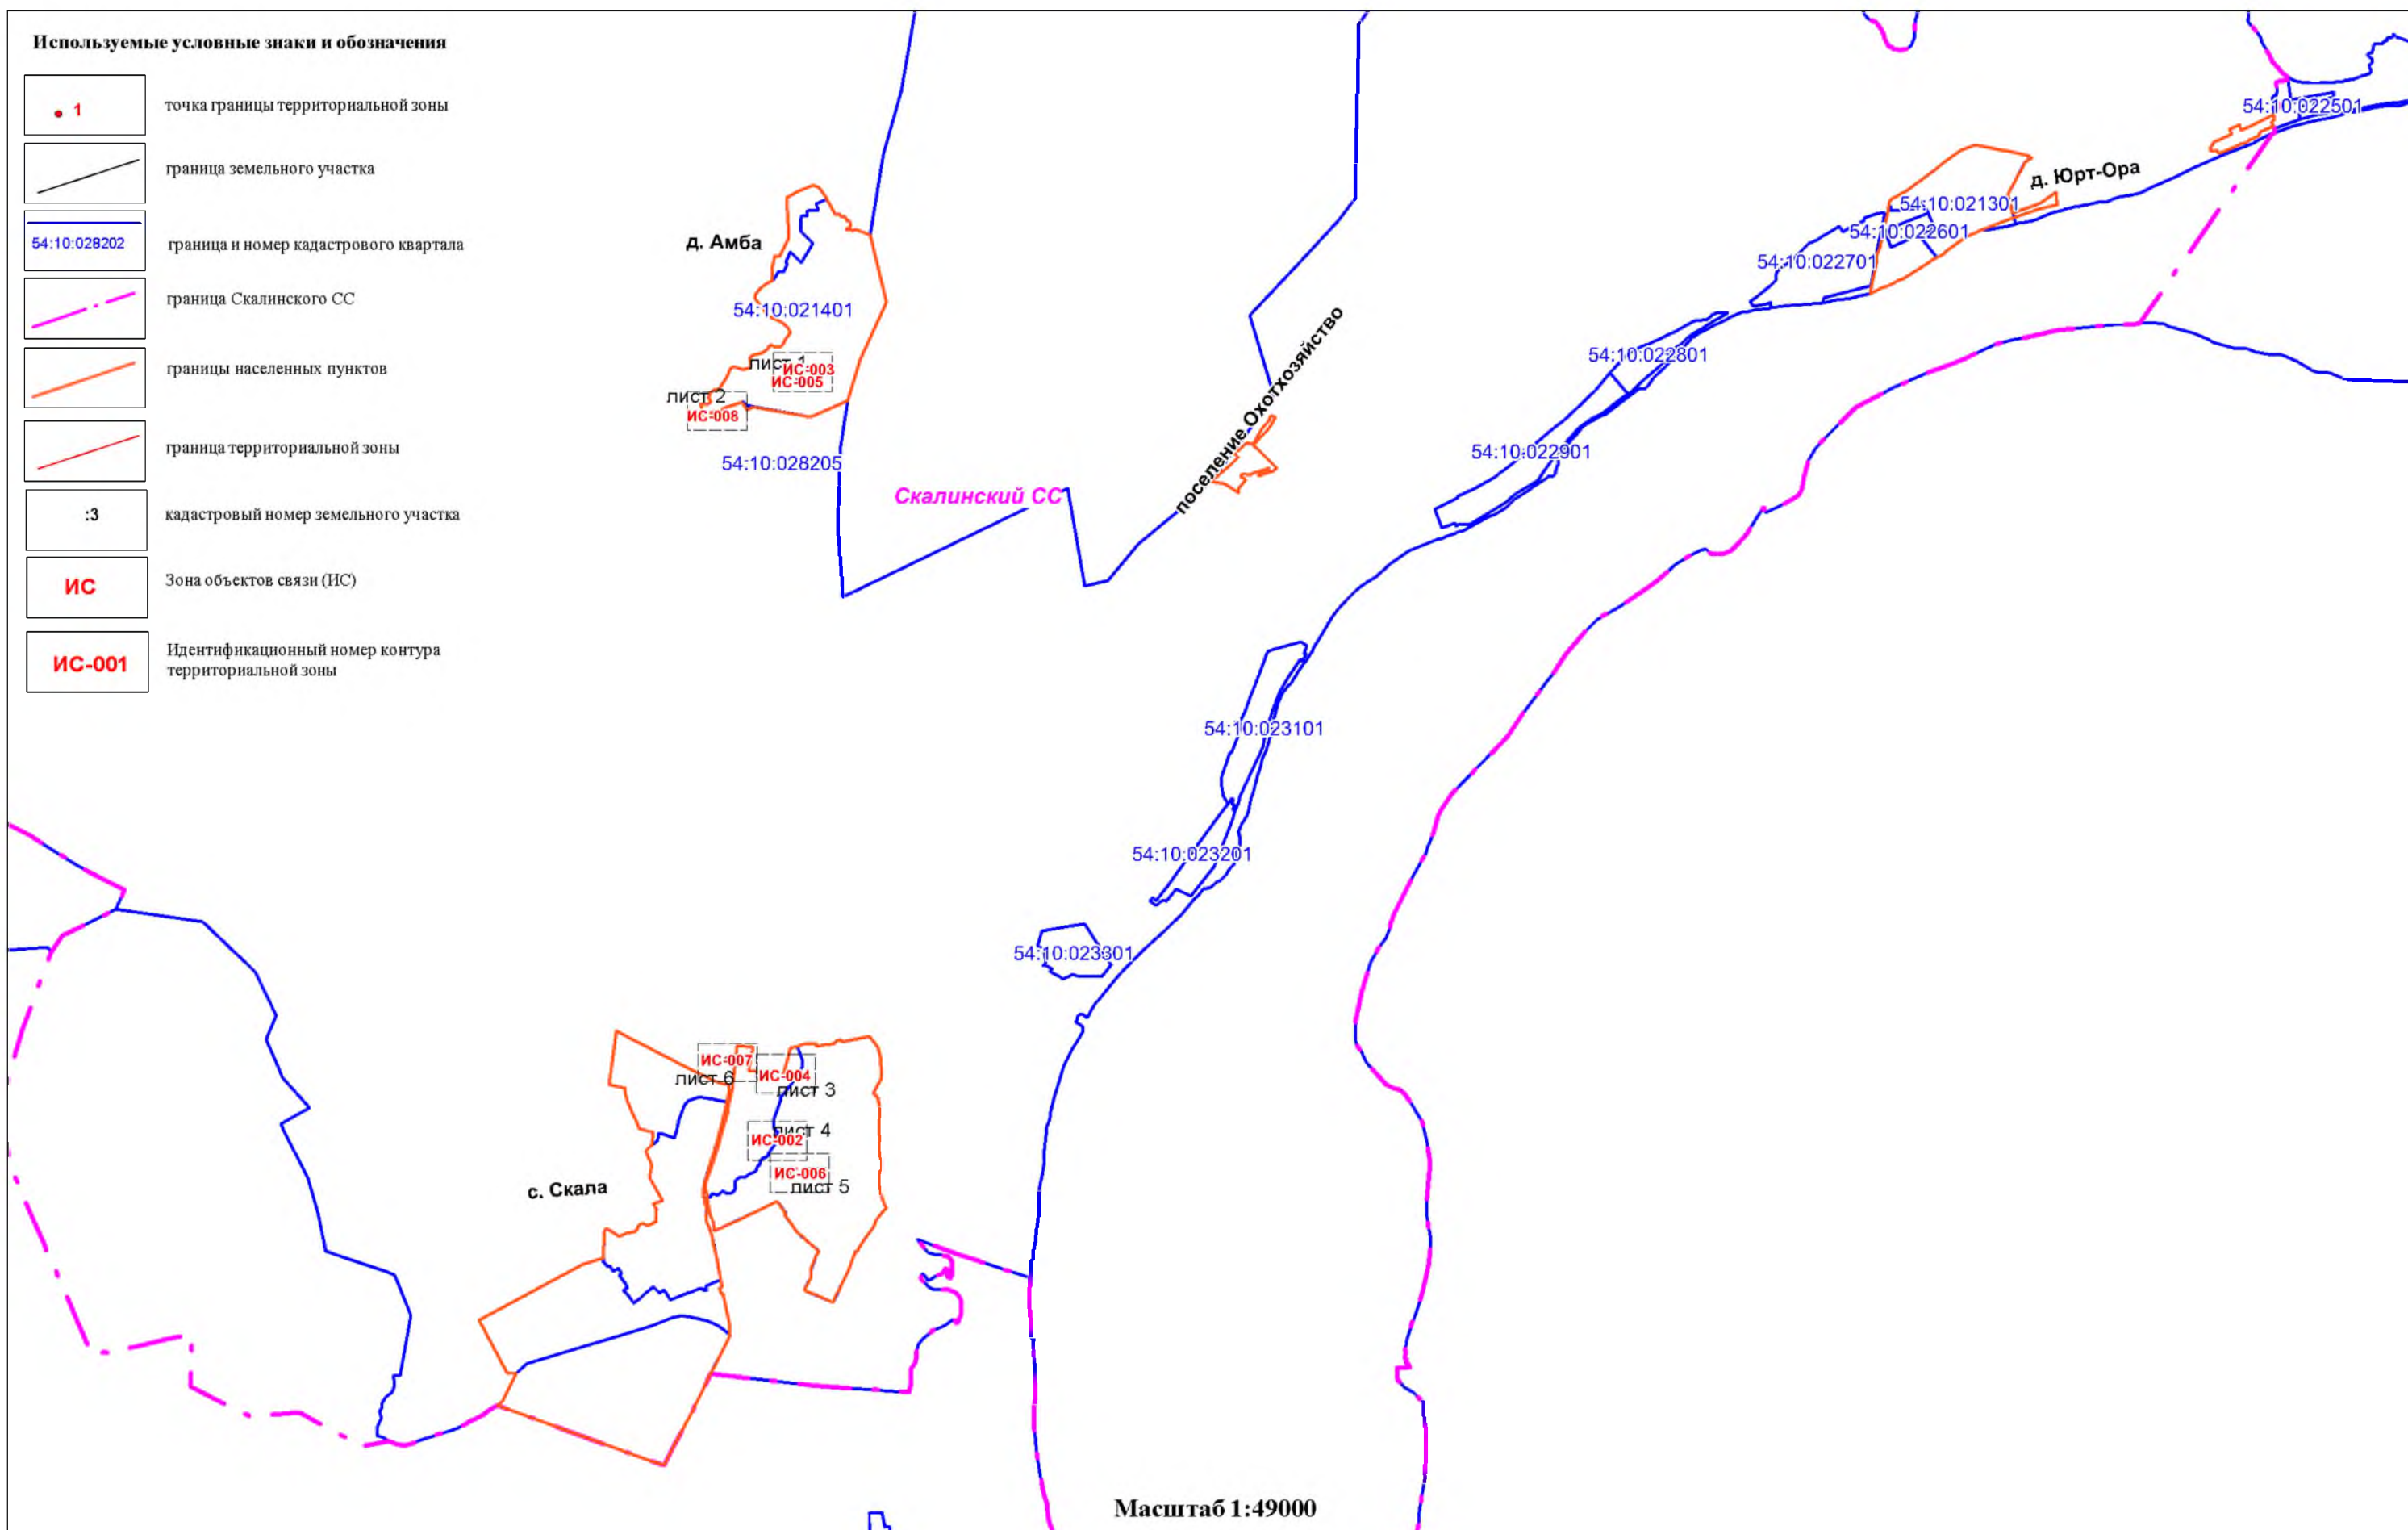 Используемые условные знаки и обозначения
1
точка границы территориальной зоны
граница земельного участка
54:10:028202
граница и номер кадастрового квартала
граница Скалинского СС
границы населенных пунктов
граница территориальной зоны
:3
кадастровый номер земельного участка
ИС
Зона объектов связи (ИС)
ИС-001
Идентификационный номер контура
территориальной зоны
54:10:022501
д. Юрт-Ора
54:10:021301
54:10:022601
54:10:022701
д. Амба
54:10:021401
поселение Охотхозяйство
54:10:022801
лист 1
ИС-003
ИС-005
лист 2
ИС-008
54:10:022901
54:10:028205
Скалинский СС
54:10:023101
54:10:023201
54:10:023301
ИС-007
лист 6
ИС-004
лист 3
лист 4
ИС-002
ИС-006
лист 5
с. Скала
Масштаб 1:49000